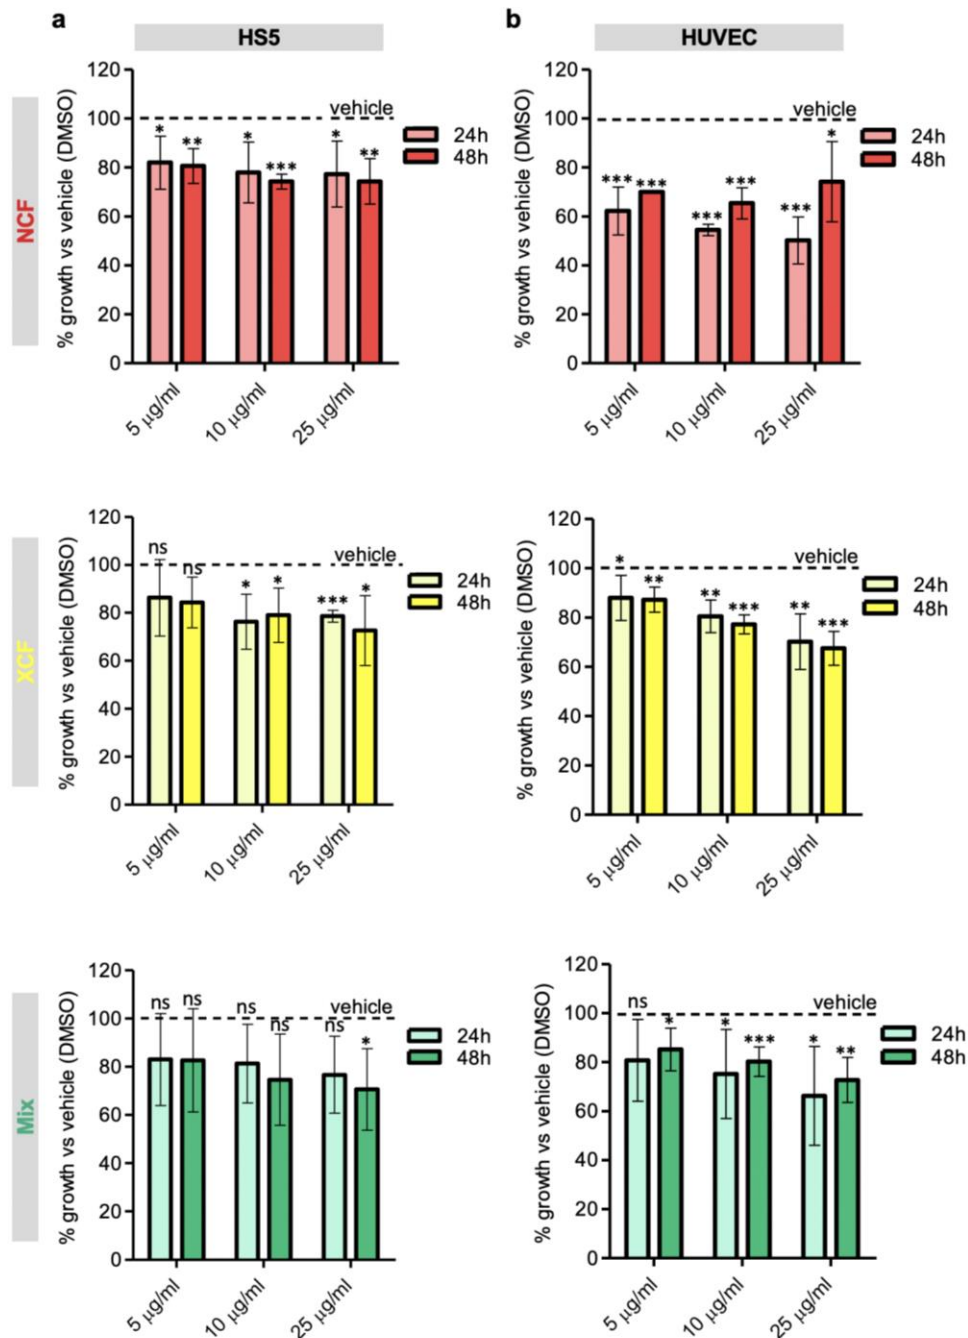 a
HS5
NCF
% growth vs vehicle (DMSO)
120
100
80
60
40
20
0
vehicle
* ** * *** * **
24h
48h
5 µg/ml
10 µg/ml
25 µg/ml
b
HUVEC
% growth vs vehicle (DMSO)
120
100
80
60
40
20
0
vehicle
*** *** *** *** *** *
24h
48h
5 µg/ml
10 µg/ml
25 µg/ml
XCF
% growth vs vehicle (DMSO)
120
100
80
60
40
20
0
vehicle
ns ns * * *** *
24h
48h
5 µg/ml
10 µg/ml
25 µg/ml
% growth vs vehicle (DMSO)
120
100
80
60
40
20
0
vehicle
* ** ** *** ** ***
24h
48h
5 µg/ml
10 µg/ml
25 µg/ml
Mix
% growth vs vehicle (DMSO)
120
100
80
60
40
20
0
vehicle
ns ns ns ns ns *
24h
48h
5 µg/ml
10 µg/ml
25 µg/ml
% growth vs vehicle (DMSO)
120
100
80
60
40
20
0
vehicle
ns * * *** * **
24h
48h
5 µg/ml
10 µg/ml
25 µg/ml